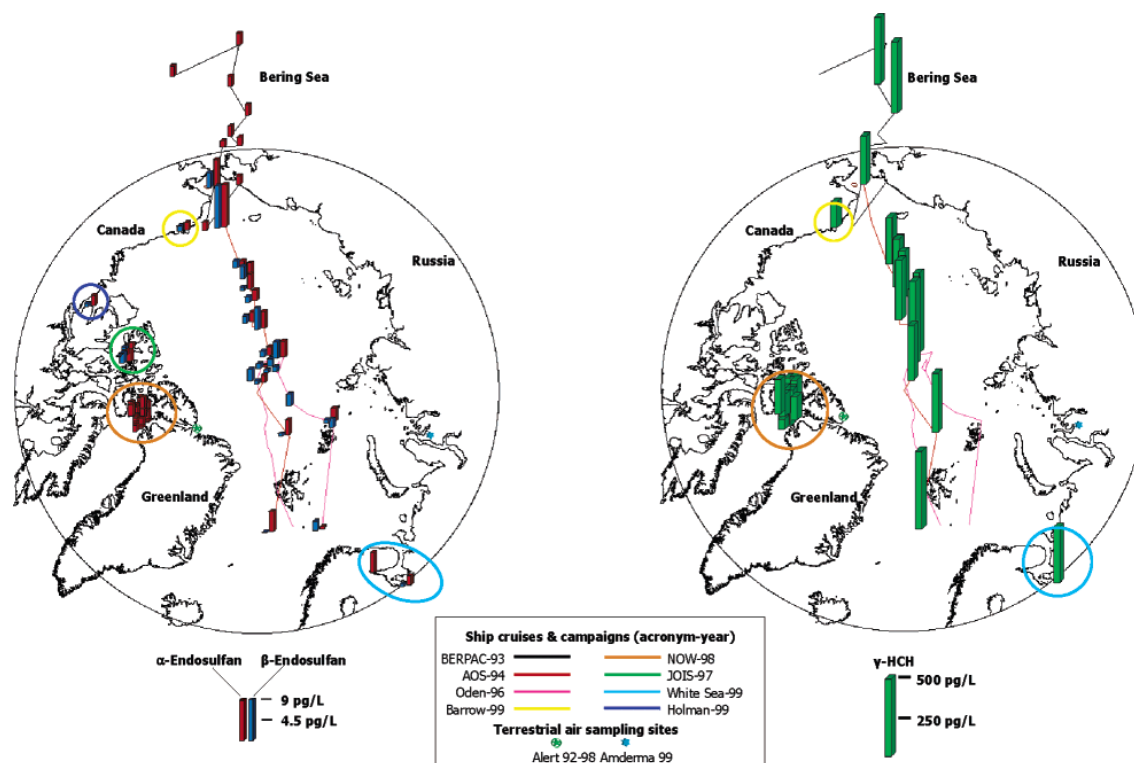 Bering Sea
Canada
Russia
Greenland
α-Endosulfan β-Endosulfan
9 pg/L
4.5 pg/L
Bering Sea
Canada
Russia
Greenland
γ-HCH
500 pg/L
250 pg/L
Ship cruises & campaigns (acronym-year)
BERPAC-93 NOW-98
AOS-94 JOIS-97
Oden-96 White Sea-99
Barrow-99 Holman-99
Terrestrial air sampling sites
Alert 92-98 Amderma 99